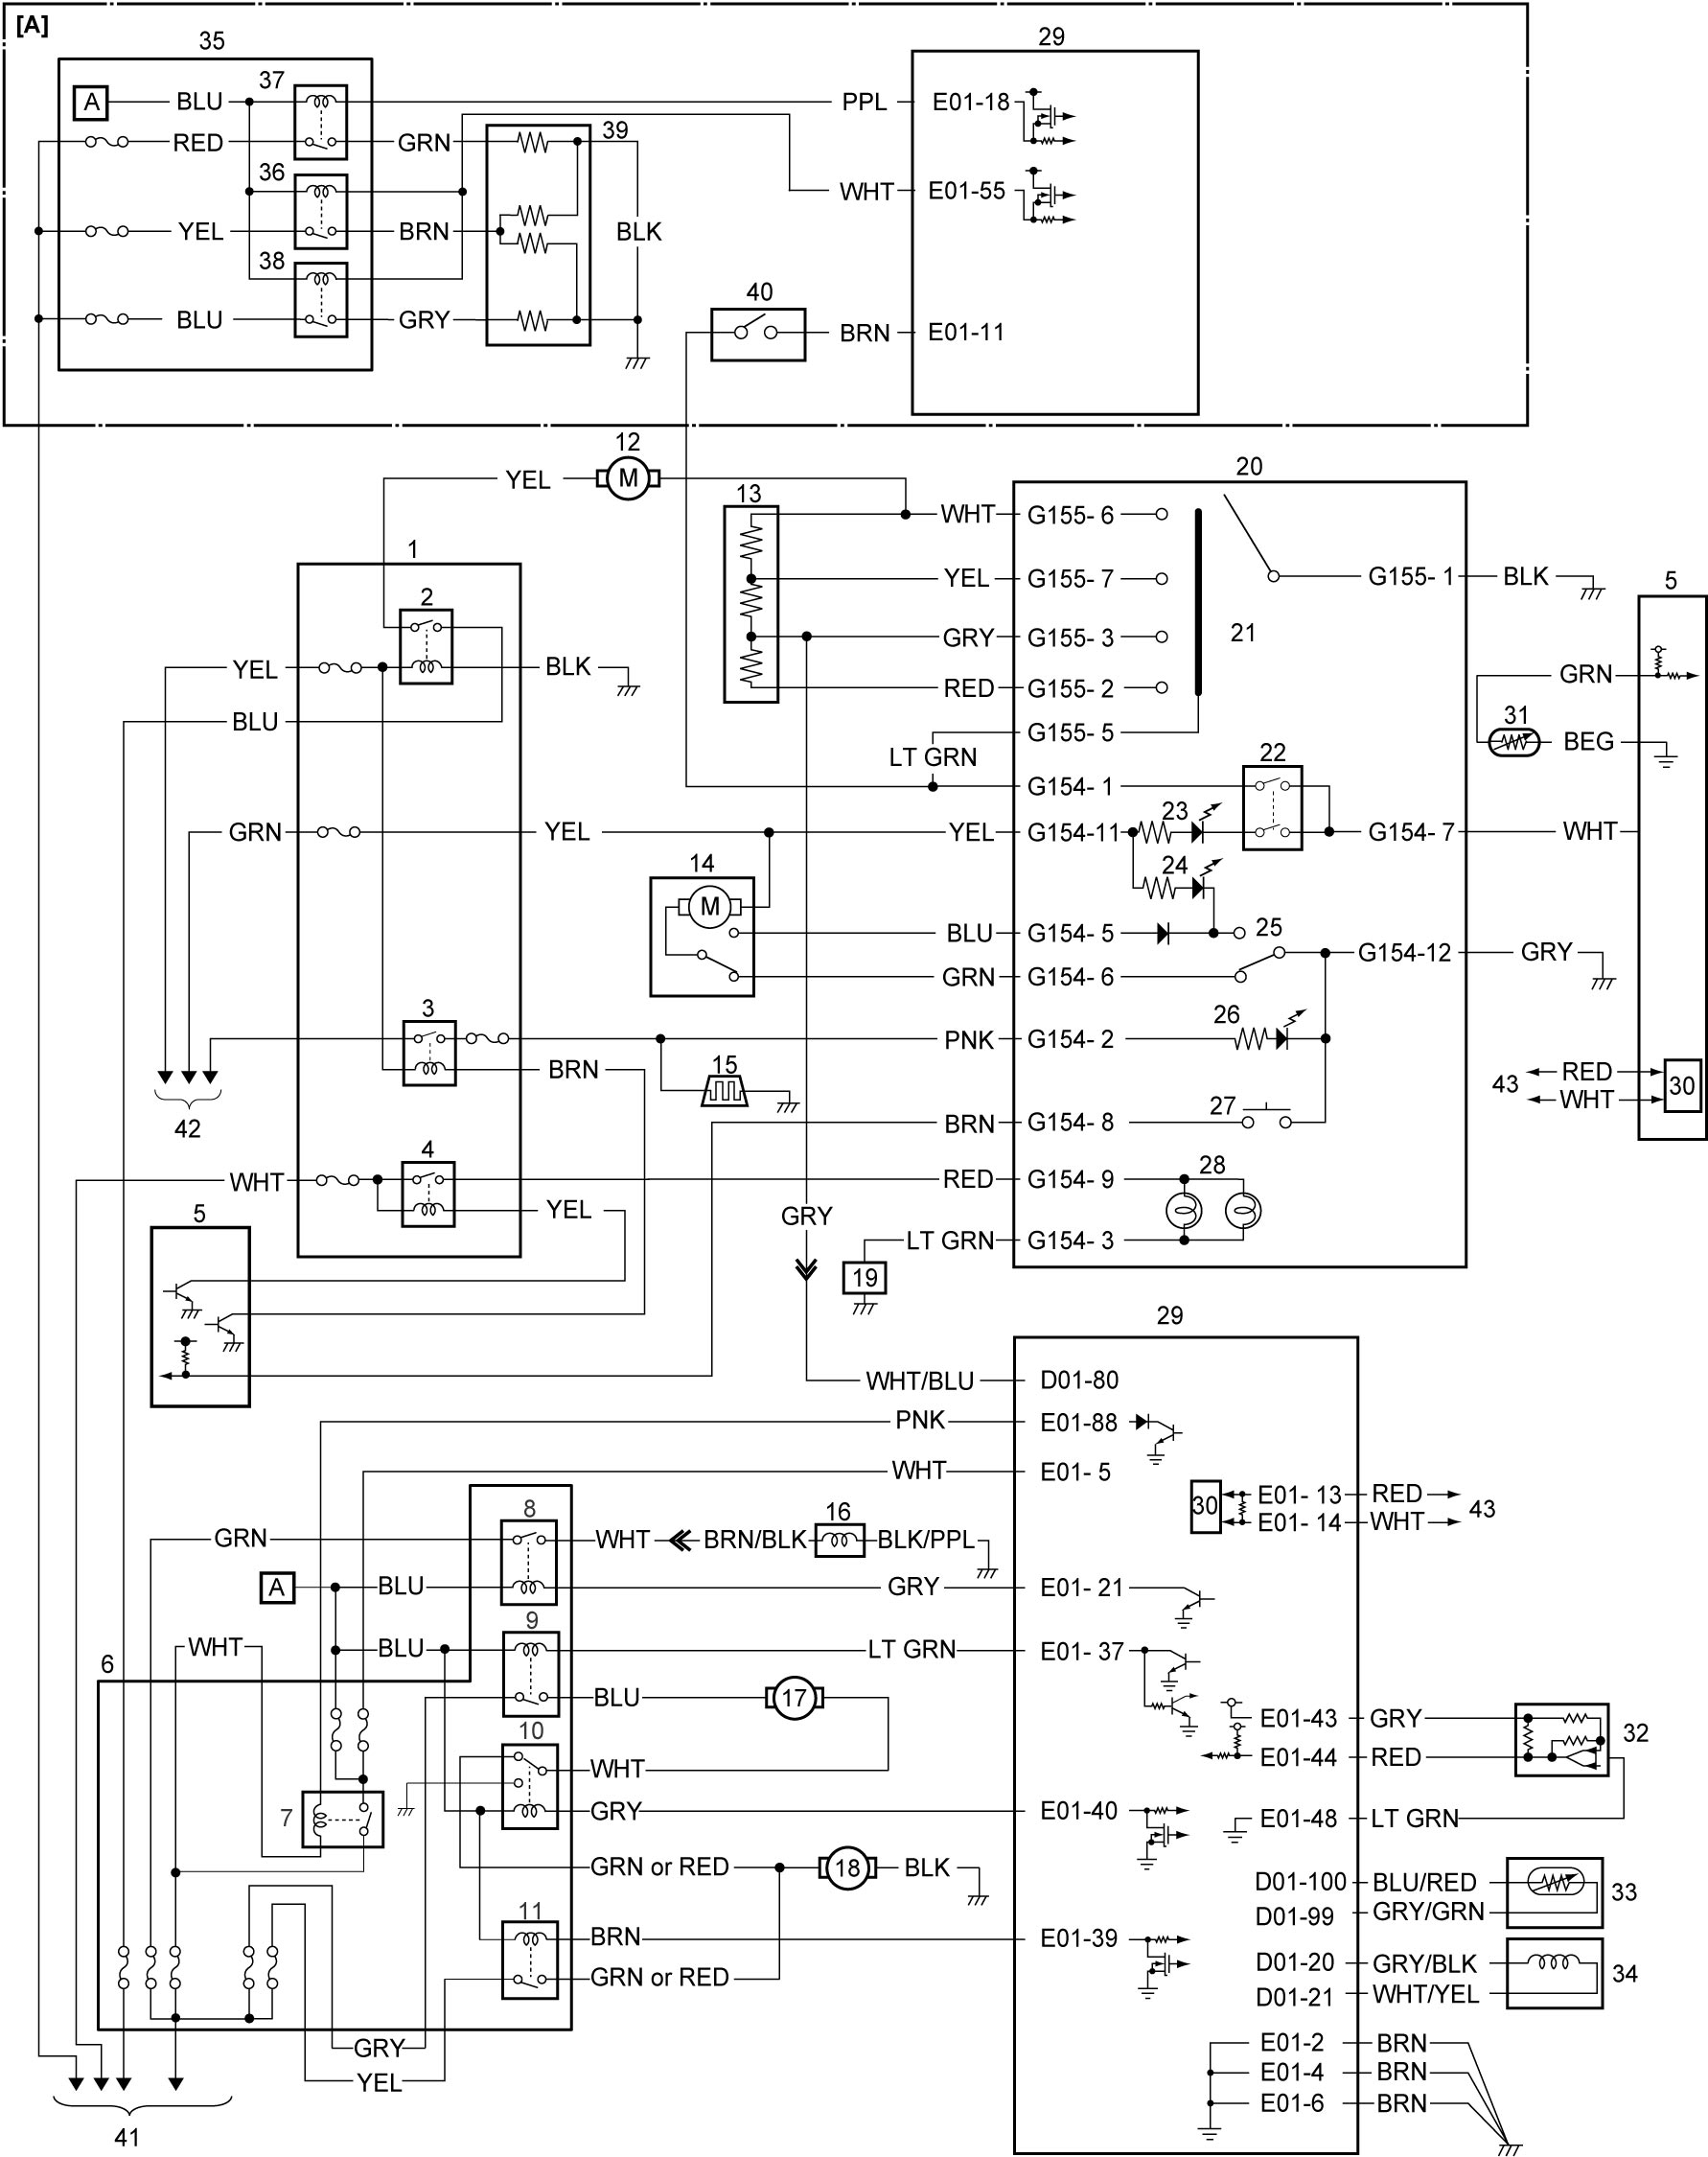 [A]
35
29
37
A
BLU
PPL
E01-18
RED
GRN
39
36
WHT
E01-55
YEL
BRN
BLK
38
BLU
GRY
40
BRN
E01-11
12
YEL
M
20
13
WHT
G155- 6
1
YEL
G155- 7
G155- 1
BLK
5
2
GRY
G155- 3
21
YEL
BLK
RED
G155- 2
GRN
BLU
G155- 5
31
BEG
LT GRN
22
G154- 1
23
GRN
YEL
YEL
G154-11
G154- 7
WHT
14
24
M
BLU
G154- 5
25
G154-12
GRY
GRN
G154- 6
3
26
PNK
G154- 2
BRN
15
43
RED
30
WHT
42
BRN
G154- 8
27
4
WHT
RED
G154- 9
28
5
YEL
GRY
LT GRN
G154- 3
19
29
WHT/BLU
D01-80
PNK
E01-88
WHT
E01- 5
8
16
30
E01- 13
RED
43
E01- 14
WHT
GRN
WHT
BRN/BLK
BLK/PPL
A
BLU
GRY
E01- 21
9
WHT
BLU
LT GRN
E01- 37
6
BLU
17
10
E01-43
GRY
32
WHT
E01-44
RED
7
GRY
E01-40
E01-48
LT GRN
GRN or RED
18
BLK
D01-100
BLU/RED
33
11
D01-99
GRY/GRN
BRN
E01-39
D01-20
GRY/BLK
34
GRN or RED
D01-21
WHT/YEL
GRY
E01-2
BRN
YEL
E01-4
BRN
E01-6
BRN
41